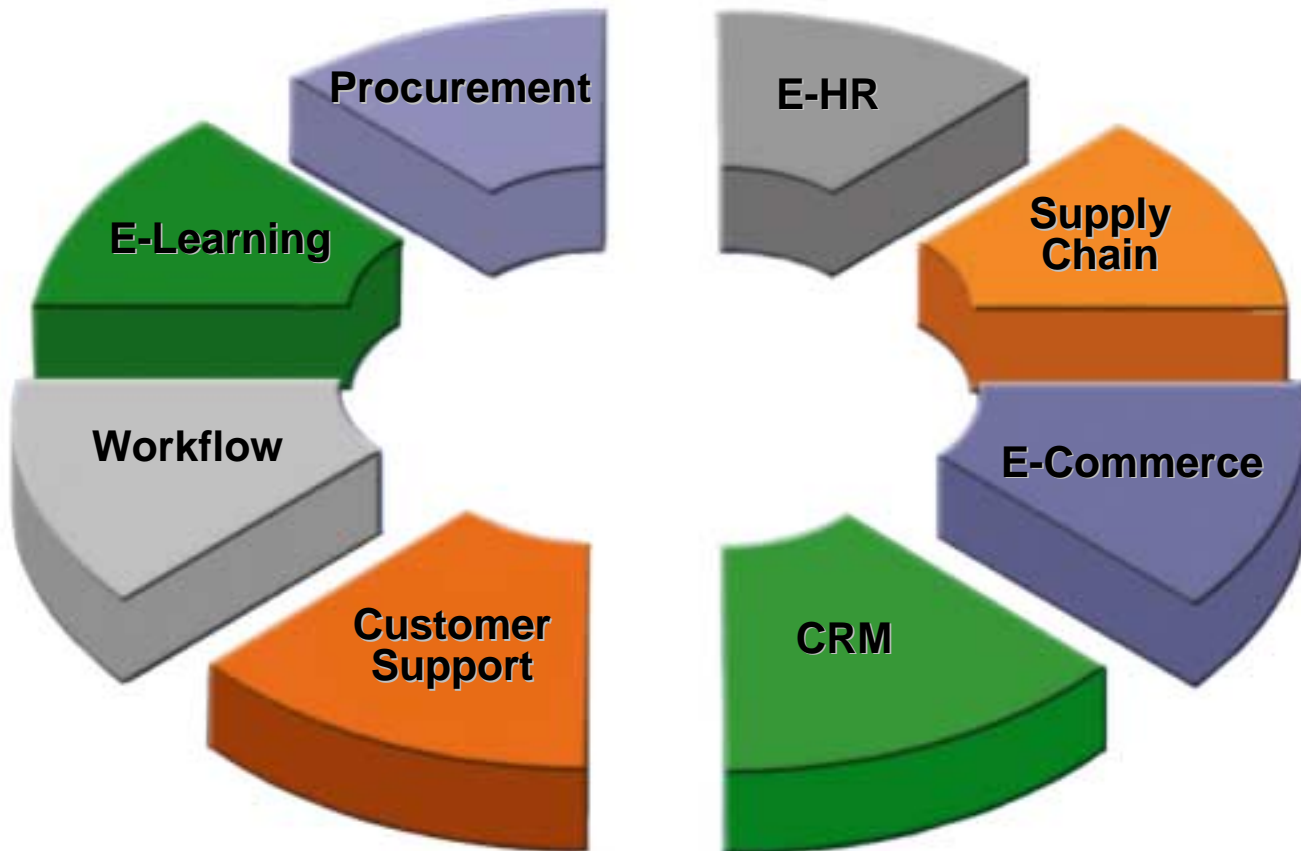 Procurement
E-HR
E-Learning
Supply
Chain
Workflow
E-Commerce
Customer
Support
CRM